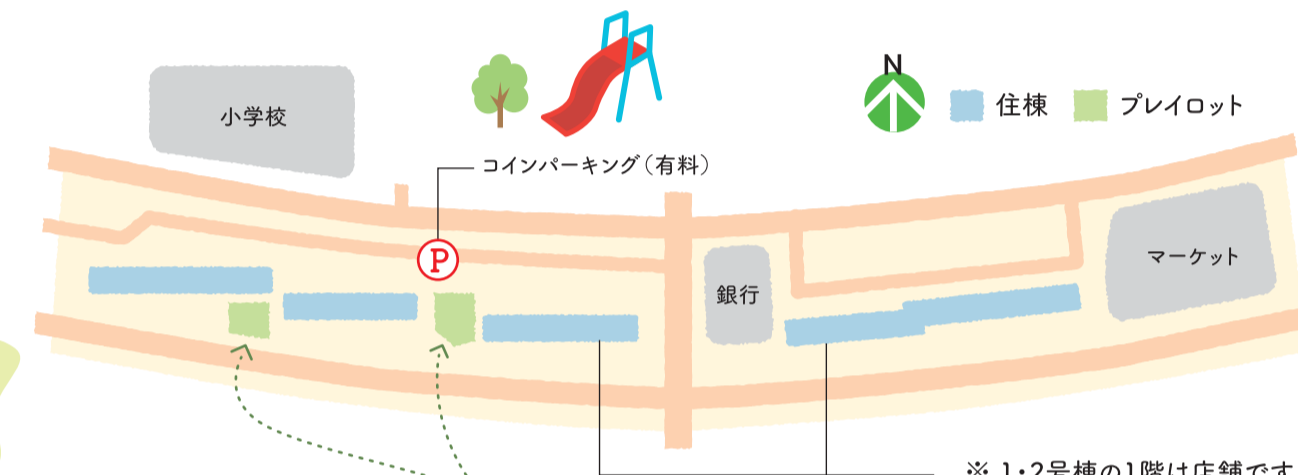 小学校
N
住棟
プレイロット
コインパーキング（有料）
P
銀行
マーケット
※ 1・2号棟の1階は店舗です